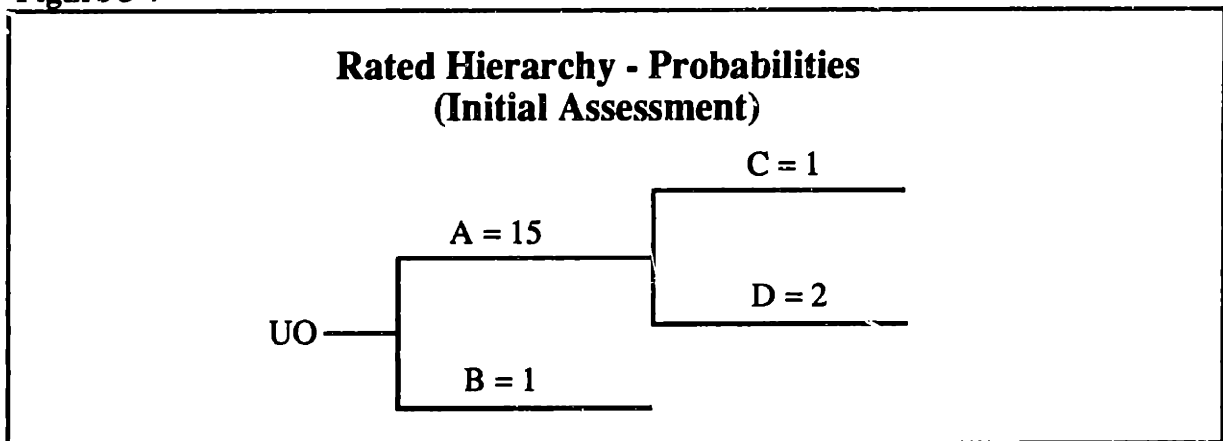 Rated Hierarchy - Probabilities
(Initial Assessment)
C = 1
A = 15
D = 2
UO
B = 1